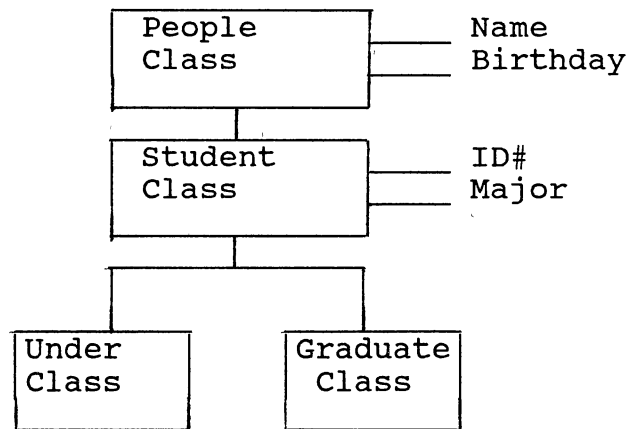 People
Class
Name
Birthday
Student
Class
ID#
Major
Under
Class
Graduate
Class